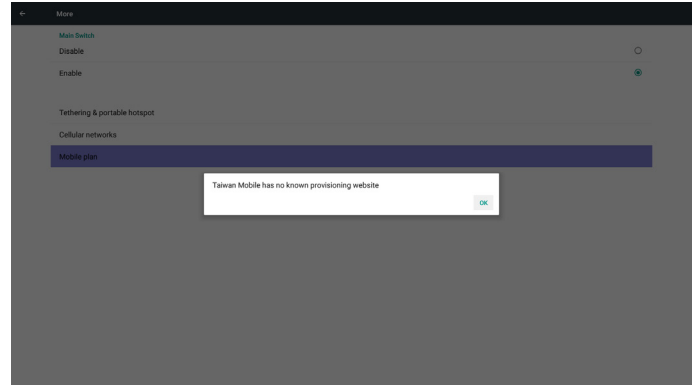 More
Main Switch
Disable
Enable
Tethering & portable hotspot
Cellular networks
Mobile plan
Taiwan Mobile has no known provisioning website
OK